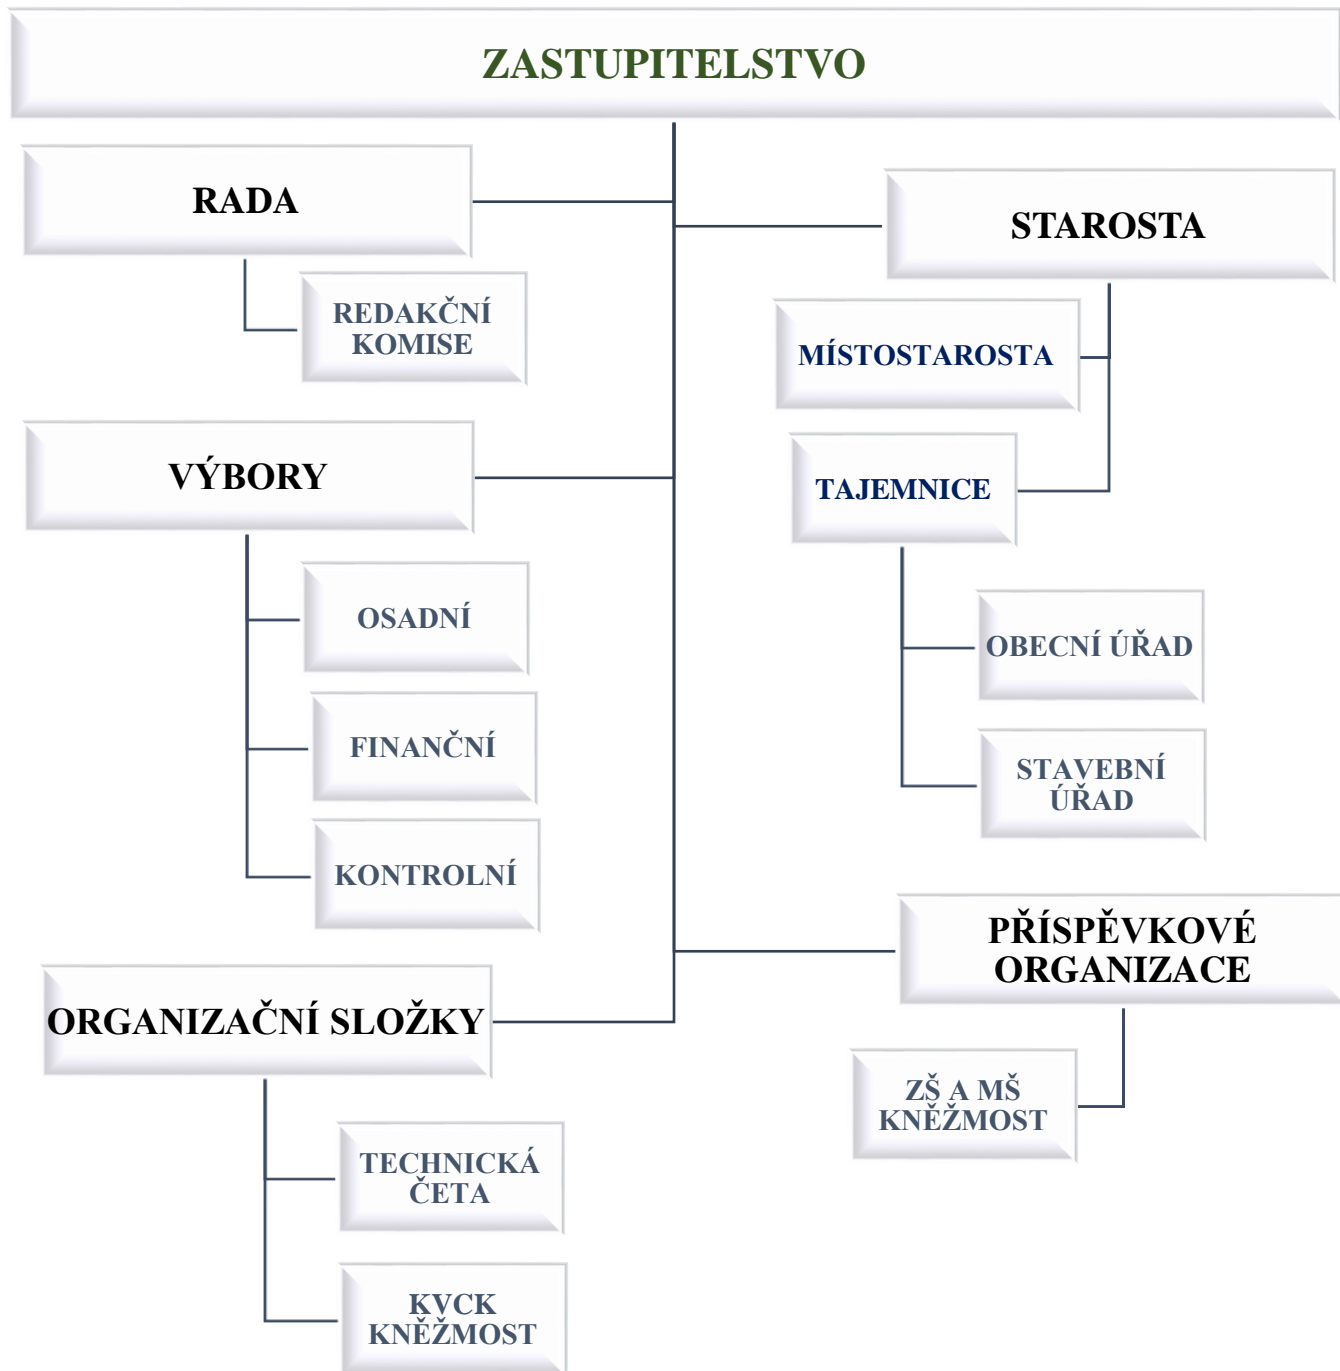 ZASTUPITELSTVO
RADA
REDAKČNÍ
KOMISE
VÝBORY
OSADNÍ
FINANČNÍ
KONTROLNÍ
ORGANIZAČNÍ SLOŽKY
TECHNICKÁ
ČETA
KVCK
KNĚŽMOST
STAROSTA
MÍSTOSTAROSTA
TAJEMNICE
OBECNÍ ÚŘAD
STAVEBNÍ
ÚŘAD
PŘÍSPĚVKOVÉ
ORGANIZACE
ZŠ A MŠ
KNĚŽMOST